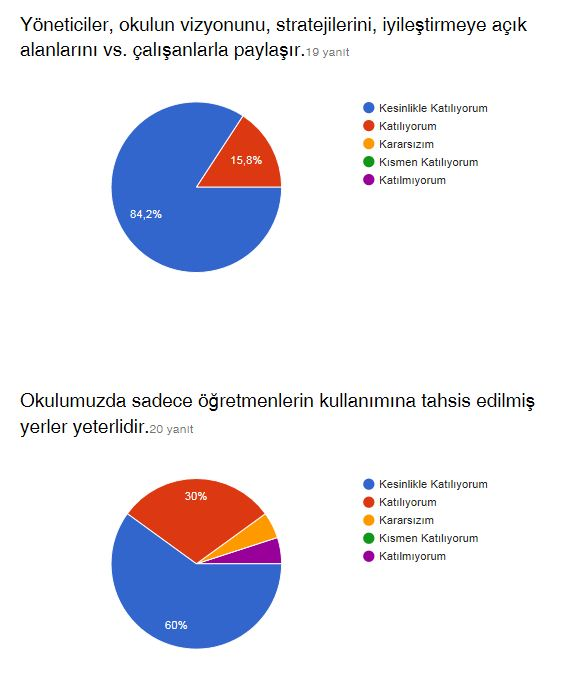 Yöneticiler, okulun vizyonunu, stratejilerini, iyileştirmeye açık
alanlarını vs. çalışanlarla paylaşır.19 yanıt
Kesinlikle Katılıyorum
Katılıyorum
Kararsızım
Kısmen Katılıyorum
Katılmıyorum
15,8%
84,2%
Okulumuzda sadece öğretmenlerin kullanımına tahsis edilmiş
yerler yeterlidir.20 yanıt
Kesinlikle Katılıyorum
Katılıyorum
Kararsızım
Kısmen Katılıyorum
Katılmıyorum
30%
60%